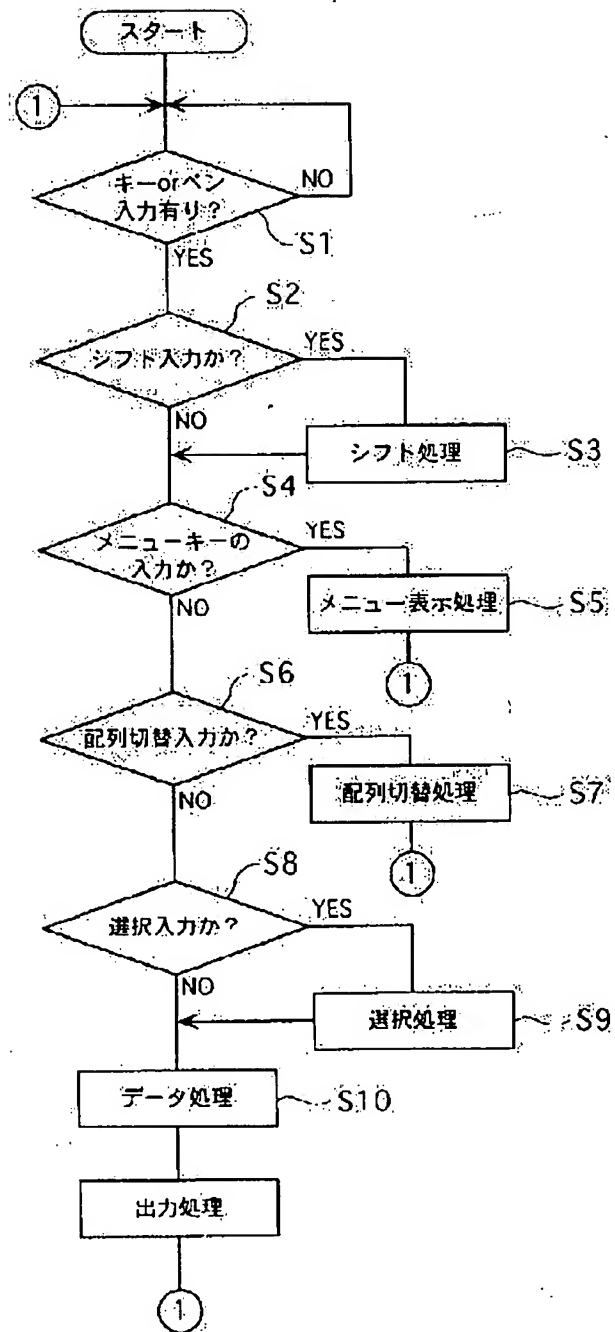 スタート
①
キーorペン
入力有り?
NO
S1
YES
S2
シフト入力か?
YES
NO
シフト処理
S3
S4
メニューキーの
入力か?
YES
NO
メニュー表示処理
S5
①
S6
配列切替入力か?
YES
NO
配列切替処理
S7
①
S8
選択入力か?
YES
NO
選択処理
S9
データ処理
S10
出力処理
①